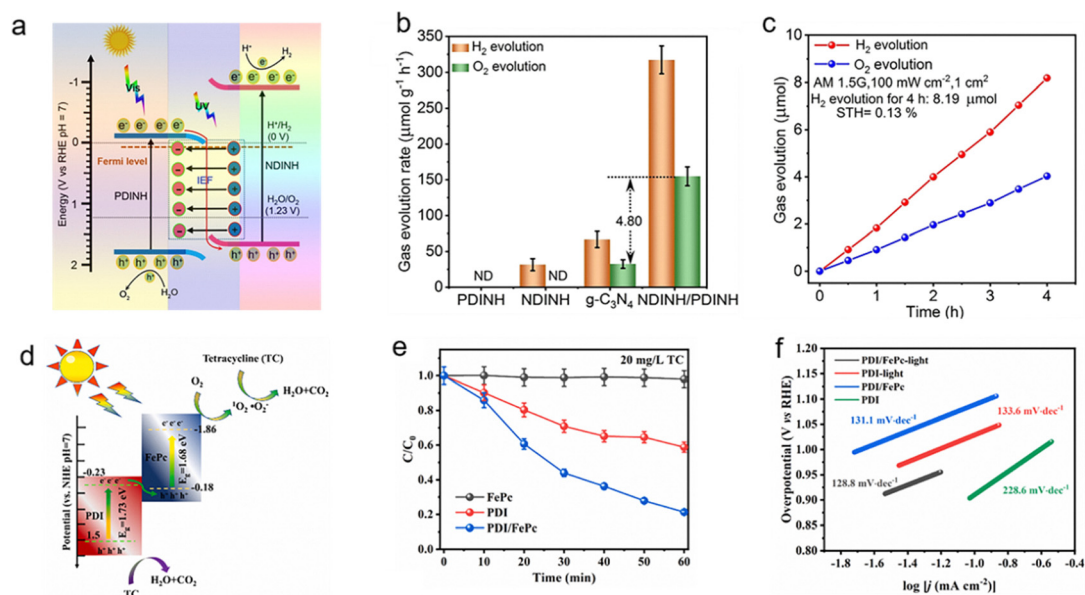 a
Vis
UV
H⁺
e⁻
H₂
e⁻ e⁻ e⁻ e⁻
e⁻ e⁻ e⁻ e⁻
Energy (V vs RHE pH = 7)
-1
0
1
2
Fermi level
IEF
PDINH
NDINH
H⁺/H₂
(0 V)
H₂O/O₂
(1.23 V)
h⁺ h⁺ h⁺ h⁺
h⁺ h⁺ h⁺ h⁺
h⁺
O₂
H₂O
b
H₂ evolution
O₂ evolution
Gas evolution rate (μmol g⁻¹ h⁻¹)
350
300
250
200
150
100
50
0
ND
ND
4.80
PDINH
NDINH
g-C₃N₄
NDINH/PDINH
c
H₂ evolution
O₂ evolution
AM 1.5G,100 mW cm⁻²,1 cm²
H₂ evolution for 4 h: 8.19 μmol
STH= 0.13 %
Gas evolution (μmol)
8
6
4
2
0
0 1 2 3 4
Time (h)
d
Tetracycline (TC)
O₂
H₂O+CO₂
¹O₂ •O₂⁻
Potential (vs. NHE pH=7)
e⁻e⁻e⁻
-1.86
FePc
E_g=1.68 eV
-0.23
e⁻ e⁻ e⁻
h⁺ h⁺ h⁺
-0.18
PDI
E_g=1.73 eV
1.5
h⁺h⁺h⁺
H₂O+CO₂
TC
e
20 mg/L TC
C/C₀
1.0
0.8
0.6
0.4
0.2
0.0
FePc
PDI
PDI/FePc
0 10 20 30 40 50 60
Time (min)
f
PDI/FePc-light
PDI-light
PDI/FePc
PDI
Overpotential (V vs RHE)
1.20
1.15
1.10
1.05
1.00
0.95
0.90
0.85
0.80
131.1 mV·dec⁻¹
133.6 mV·dec⁻¹
128.8 mV·dec⁻¹
228.6 mV·dec⁻¹
-1.8 -1.6 -1.4 -1.2 -1.0 -0.8 -0.6 -0.4
log [j (mA cm⁻²)]